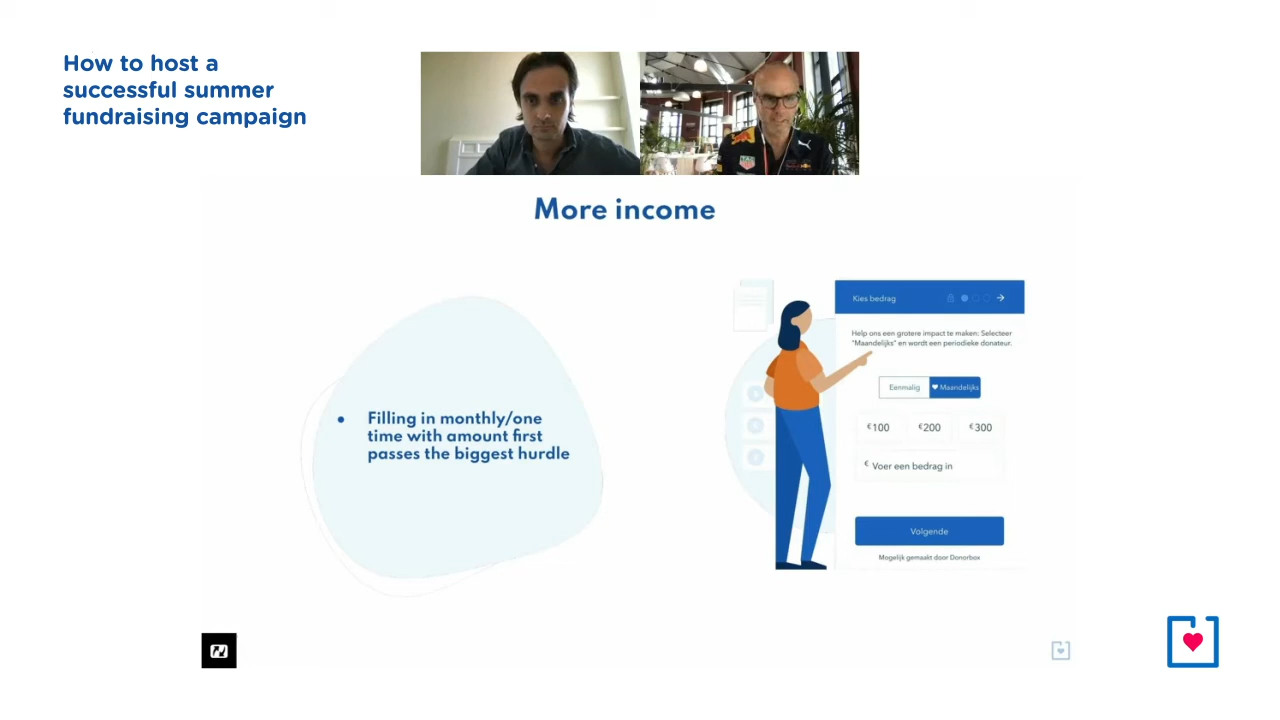 How to host a
successful summer
fundraising campaign
More income
• Filling in monthly/one
time with amount first
passes the biggest hurdle
Kies bedrag
Help ons een grotere impact te maken: Selecteer
"Maandelijks" en wordt een periodieke donateur.
Eenmalig Maandelijks
€100 €200 €300
€ Voer een bedrag in
Volgende
Mogelijk gemaakt door Donorbox